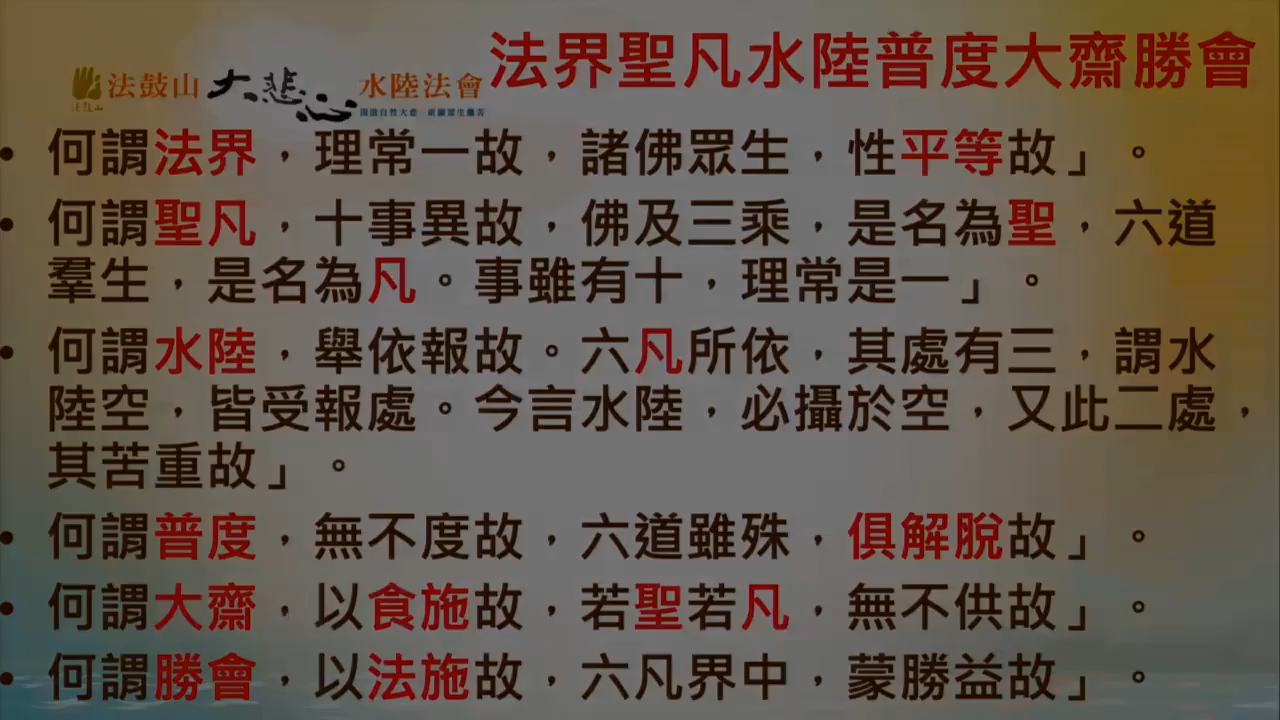 法界聖凡水陸普度大齋勝會
法鼓山 大悲心 水陸法會
法鼓山
• 何謂法界，理常一故，諸佛眾生，性平等故」。
• 何謂聖凡，十事異故，佛及三乘，是名為聖，六道
羣生，是名為凡。事雖有十，理常是一」。
• 何謂水陸，舉依報故。六凡所依，其處有三，謂水
陸空，皆受報處。今言水陸，必攝於空，又此二處，
其苦重故」。
• 何謂普度，無不度故，六道雖殊，俱解脫故」。
• 何謂大齋，以食施故，若聖若凡，無不供故」。
• 何謂勝會，以法施故，六凡界中，蒙勝益故」。